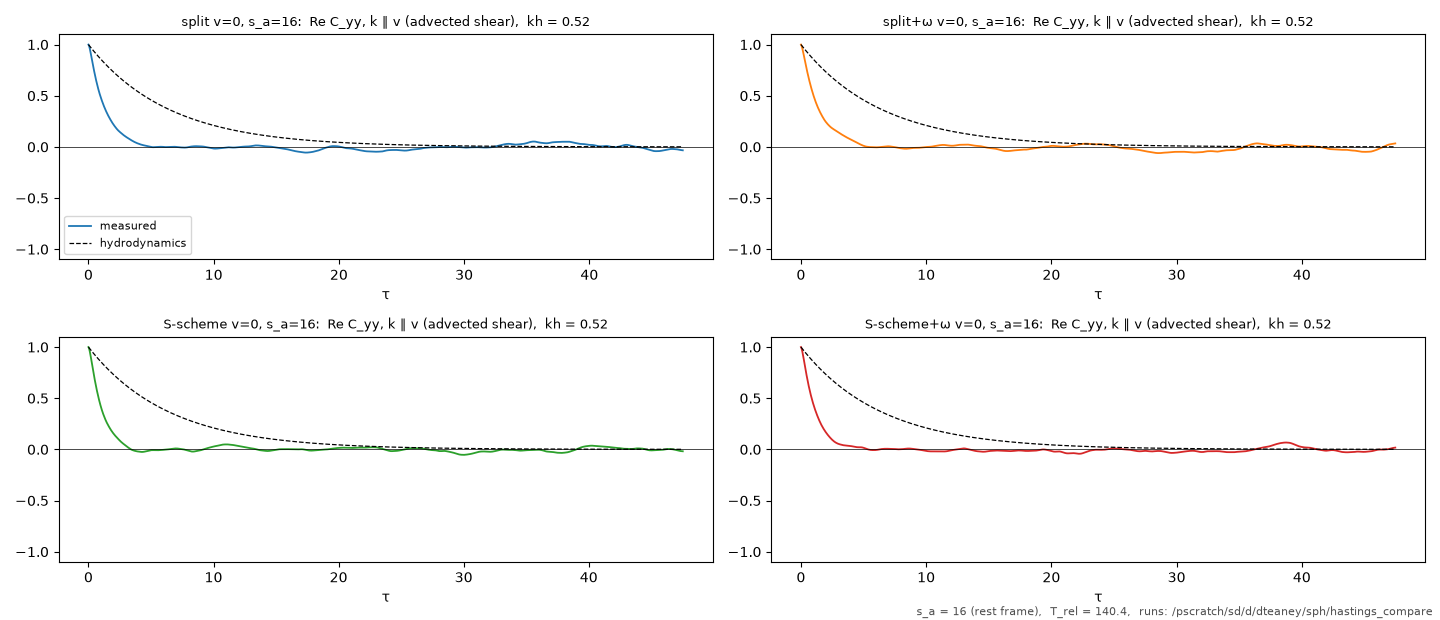 split v=0, s_a=16:  Re C_yy, k ∥ v (advected shear),  kh = 0.52
1.0
0.5
0.0
−0.5
−1.0
measured
hydrodynamics
0 10 20 30 40
τ
split+ω v=0, s_a=16:  Re C_yy, k ∥ v (advected shear),  kh = 0.52
1.0
0.5
0.0
−0.5
−1.0
0 10 20 30 40
τ
S-scheme v=0, s_a=16:  Re C_yy, k ∥ v (advected shear),  kh = 0.52
1.0
0.5
0.0
−0.5
−1.0
0 10 20 30 40
τ
S-scheme+ω v=0, s_a=16:  Re C_yy, k ∥ v (advected shear),  kh = 0.52
1.0
0.5
0.0
−0.5
−1.0
0 10 20 30 40
τ
s_a = 16 (rest frame),  T_rel = 140.4,  runs: /pscratch/sd/d/dteaney/sph/hastings_compare